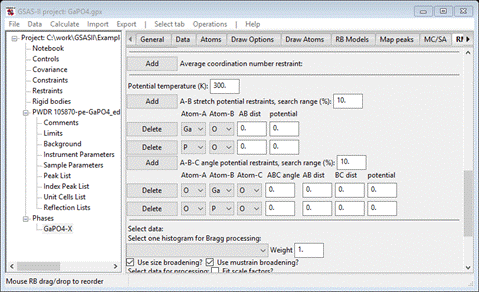 GSAS-II project: GaPO4.gpx
File Data Calculate Import Export | Select tab Operations | Help
Project: C:\work\GSASII\Exampl
Notebook
Controls
Covariance
Constraints
Restraints
Rigid bodies
PWDR 105870-pe-GaPO4_ed
Comments
Limits
Background
Instrument Parameters
Sample Parameters
Peak List
Index Peak List
Unit Cells List
Reflection Lists
Phases
GaPO4-X
General Data Atoms Draw Options Draw Atoms RB Models Map peaks MC/SA
Add Average coordination number restraint:
Potential temperature (K): 300.
Add A-B stretch potential restraints, search range (%): 10.
Atom-A Atom-B AB dist potential
Delete Ga O 0. 0.
Delete P O 0. 0.
Add A-B-C angle potential restraints, search range (%): 10.
Atom-A Atom-B Atom-C ABC angle AB dist BC dist potential
Delete O Ga O 0. 0. 0. 0.
Delete O P O 0. 0. 0. 0.
Select data:
Select one histogram for Bragg processing:
Weight 1.
Use size broadening? Use mustrain broadening?
Select data for processing: Fit scale factors?
Mouse RB drag/drop to reorder